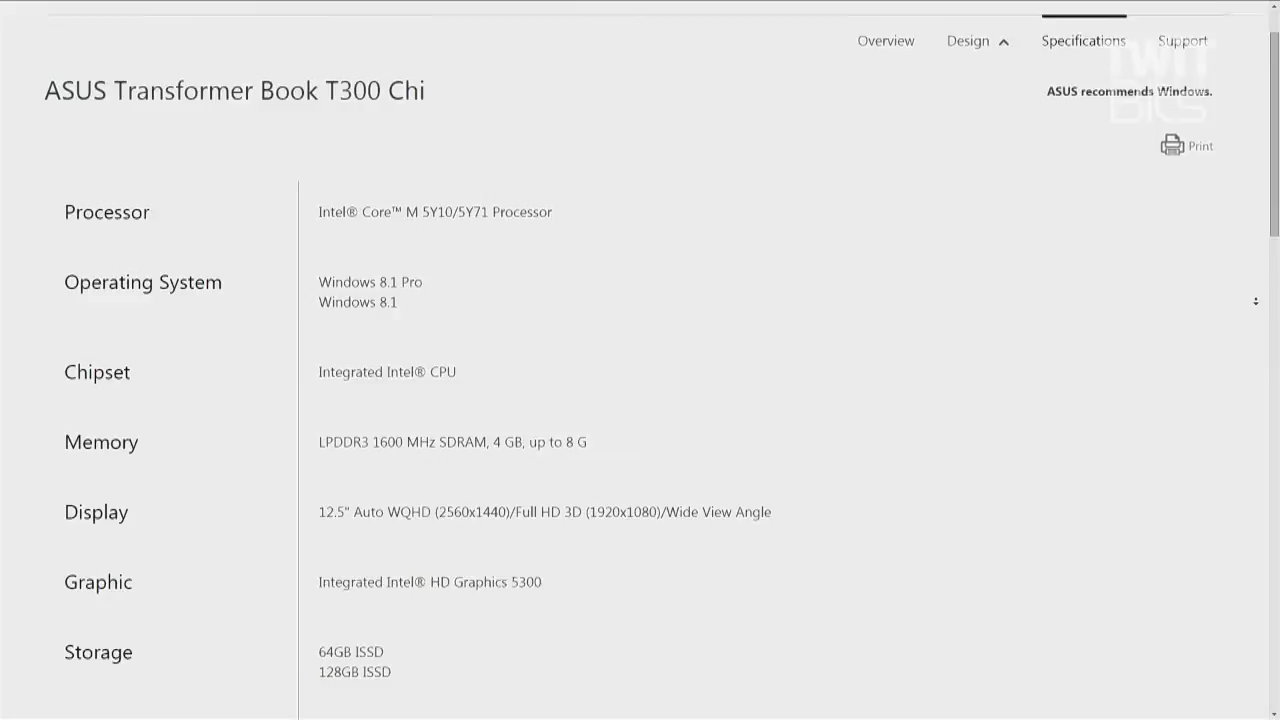 Overview Design Specifications Support
ASUS Transformer Book T300 Chi
ASUS recommends Windows.
TWiT
Bits
Print
Processor Intel® Core™ M 5Y10/5Y71 Processor
Operating System Windows 8.1 Pro
Windows 8.1
Chipset Integrated Intel® CPU
Memory LPDDR3 1600 MHz SDRAM, 4 GB, up to 8 G
Display 12.5" Auto WQHD (2560x1440)/Full HD 3D (1920x1080)/Wide View Angle
Graphic Integrated Intel® HD Graphics 5300
Storage 64GB ISSD
128GB ISSD